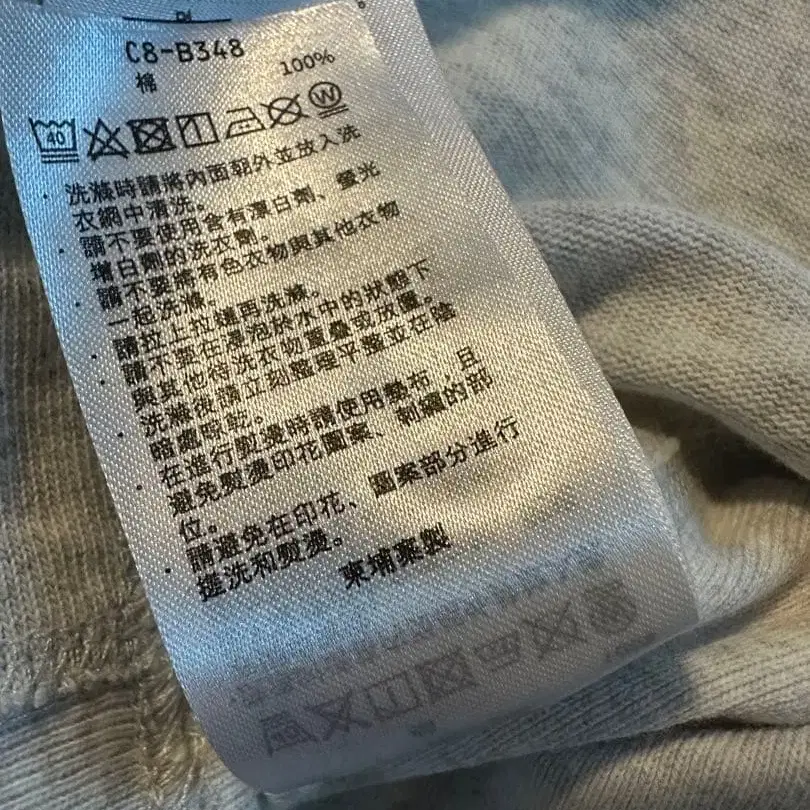 C8-B348
棉 100%
40 W
・洗滌時請將內面朝外並放入洗
衣網中清洗。
・請不要使用含有漂白劑、螢光
增白劑的洗衣劑。
・請不要將有色衣物與其他衣物
一起洗滌。
・請拉上拉鏈再洗滌。
・請不要在浸泡於水中的狀態下
與其他待洗衣物重疊或放置。
・洗滌後請立刻整理平整並在陰
暗處晾乾。
・在進行熨燙時請使用墊布，且
避免熨燙印花圖案、刺繡的部
位。
・請避免在印花、圖案部分進行
搓洗和熨燙。
柬埔寨製